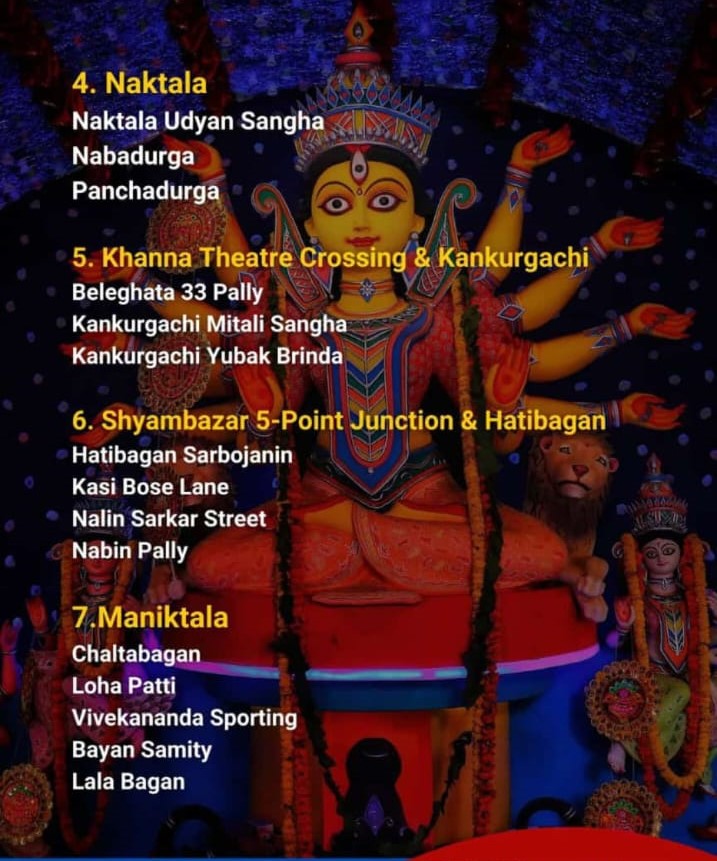 4. Naktala
Naktala Udyan Sangha
Nabadurga
Panchadurga
5. Khanna Theatre Crossing & Kankurgachi
Beleghata 33 Pally
Kankurgachi Mitali Sangha
Kankurgachi Yubak Brinda
6. Shyambazar 5-Point Junction & Hatibagan
Hatibagan Sarbojanin
Kasi Bose Lane
Nalin Sarkar Street
Nabin Pally
7.Maniktala
Chaltabagan
Loha Patti
Vivekananda Sporting
Bayan Samity
Lala Bagan